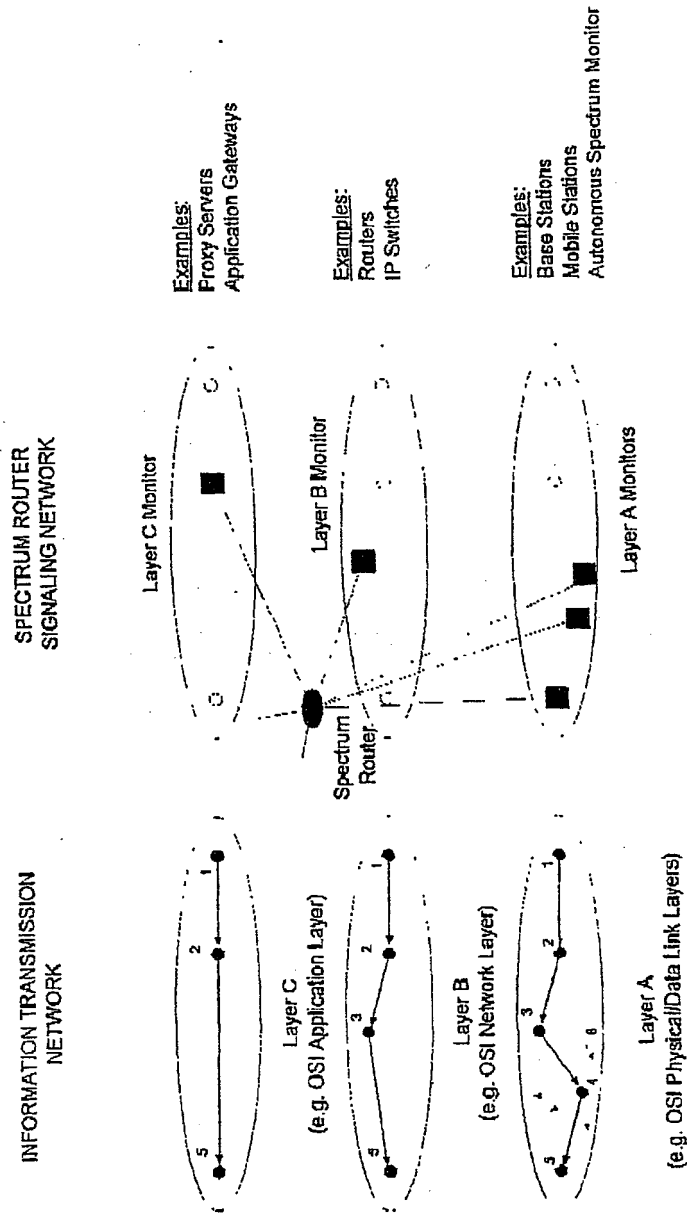 INFORMATION TRANSMISSION
NETWORK
SPECTRUM ROUTER
SIGNALING NETWORK
1
2
5
Layer C
(e.g. OSI Application Layer)
Layer C Monitor
Examples:
Proxy Servers
Application Gateways
1
2
3
5
Layer B
(e.g. OSI Network Layer)
Spectrum
Router
Layer B Monitor
Examples:
Routers
IP Switches
1
2
3
4
5
6
Layer A
(e.g. OSI Physical/Data Link Layers)
Layer A Monitors
Examples:
Base Stations
Mobile Stations
Autonomous Spectrum Monitor